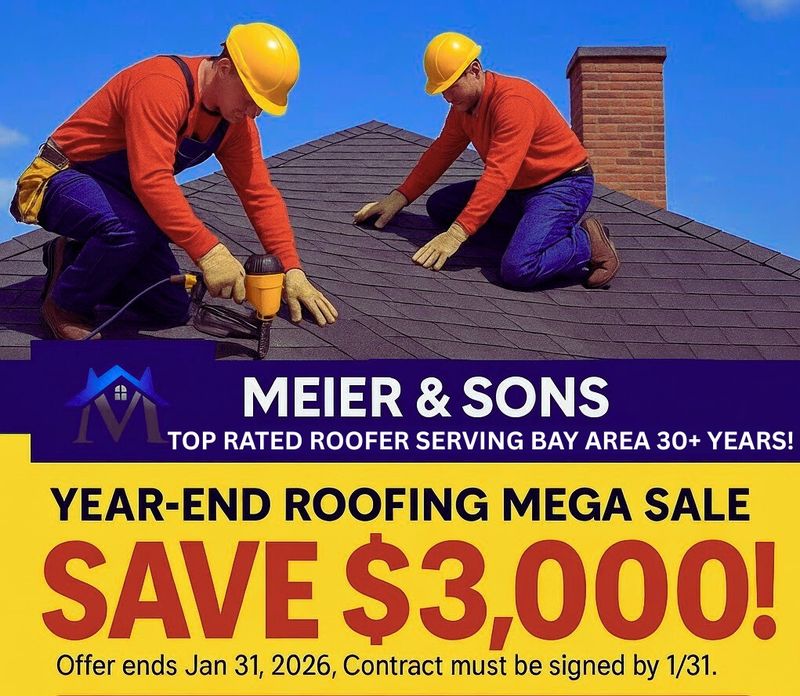 MEIER & SONS
TOP RATED ROOFER SERVING BAY AREA 30+ YEARS!
YEAR-END ROOFING MEGA SALE
SAVE $3,000!
Offer ends Jan 31, 2026, Contract must be signed by 1/31.